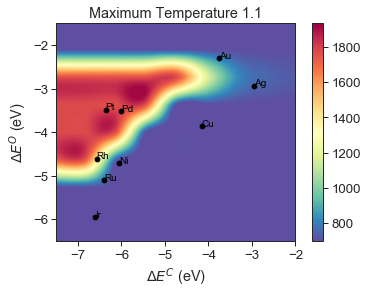 Maximum Temperature 1.1
ΔE^O (eV)
−2
−3
−4
−5
−6
Au
Ag
Pt
Pd
Cu
Rh
Ni
Ru
Ir
1800
1600
1400
1200
1000
800
−7 −6 −5 −4 −3 −2
ΔE^C (eV)